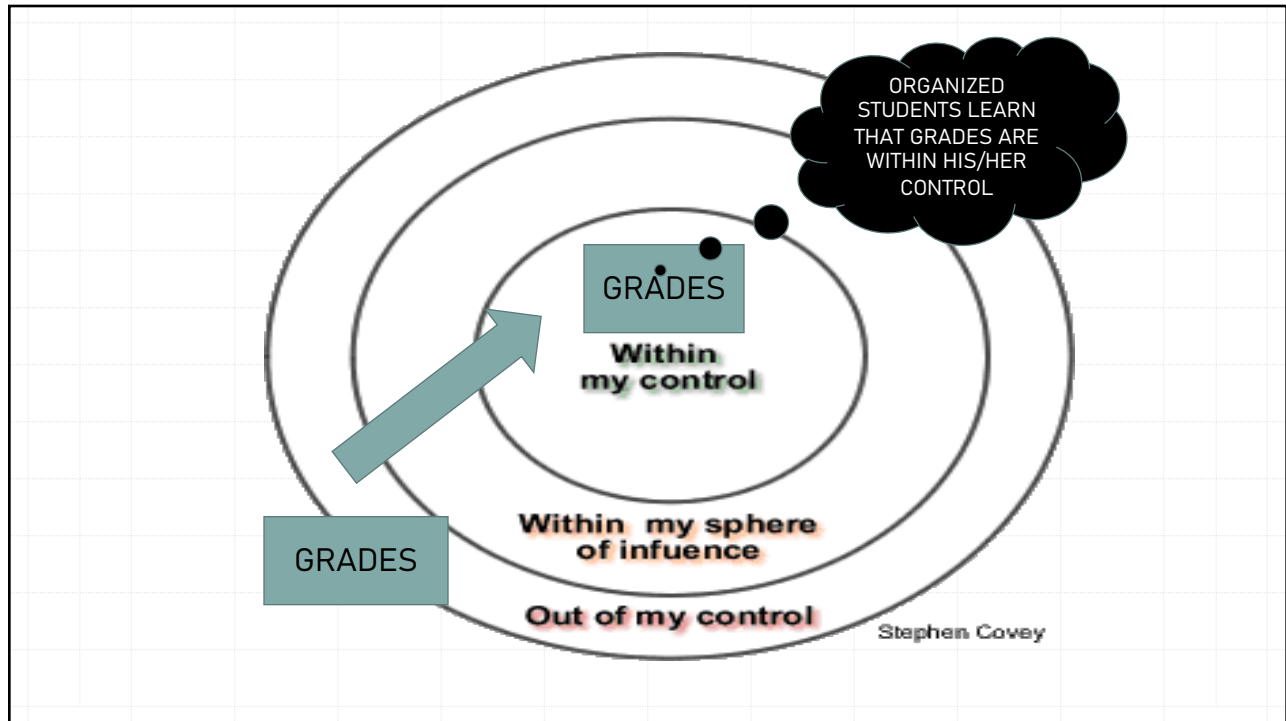 ORGANIZED
STUDENTS LEARN
THAT GRADES ARE
WITHIN HIS/HER
CONTROL
GRADES
Within
my control
Within my sphere
of infuence
GRADES
Out of my control
Stephen Covey